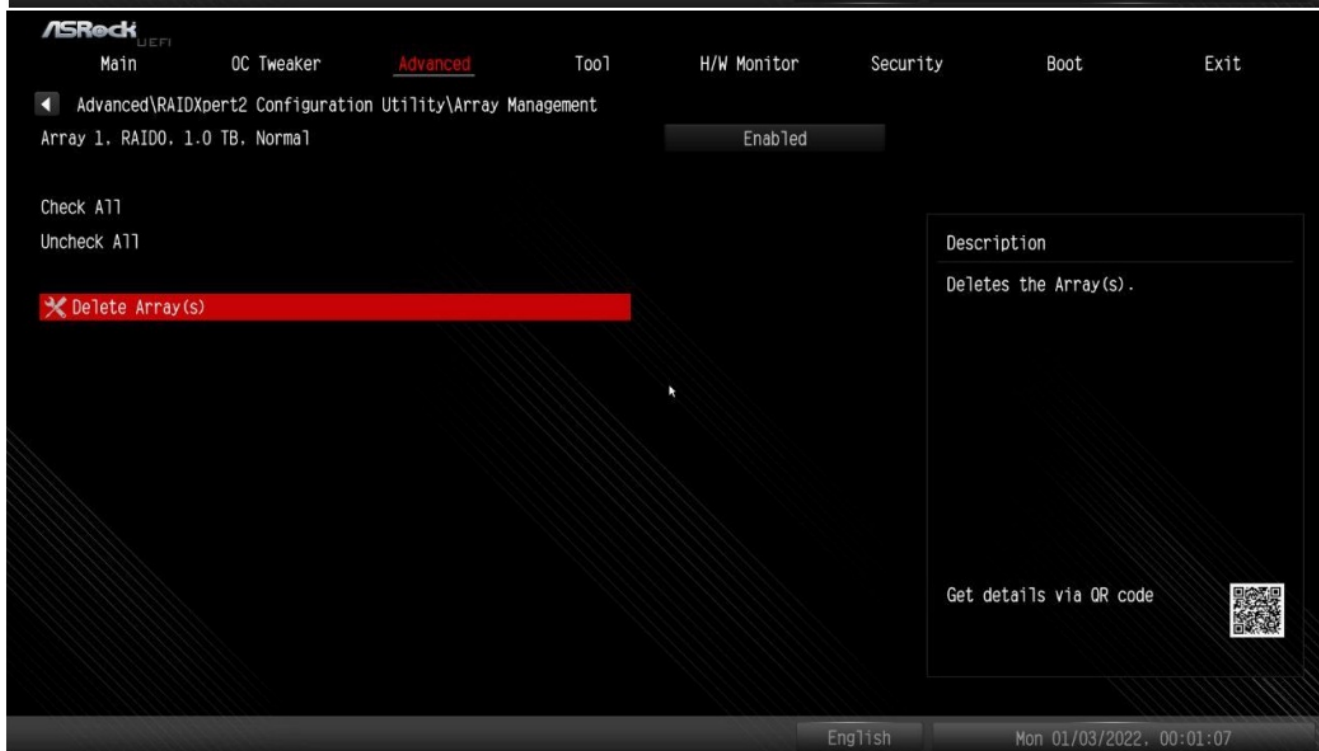 ASRock
UEFI
Main OC Tweaker Advanced Tool H/W Monitor Security Boot Exit
Advanced\RAIDXpert2 Configuration Utility\Array Management
Array 1, RAID0, 1.0 TB, Normal Enabled
Check All
Uncheck All
Delete Array(s)
Description
Deletes the Array(s).
Get details via QR code
English Mon 01/03/2022, 00:01:07